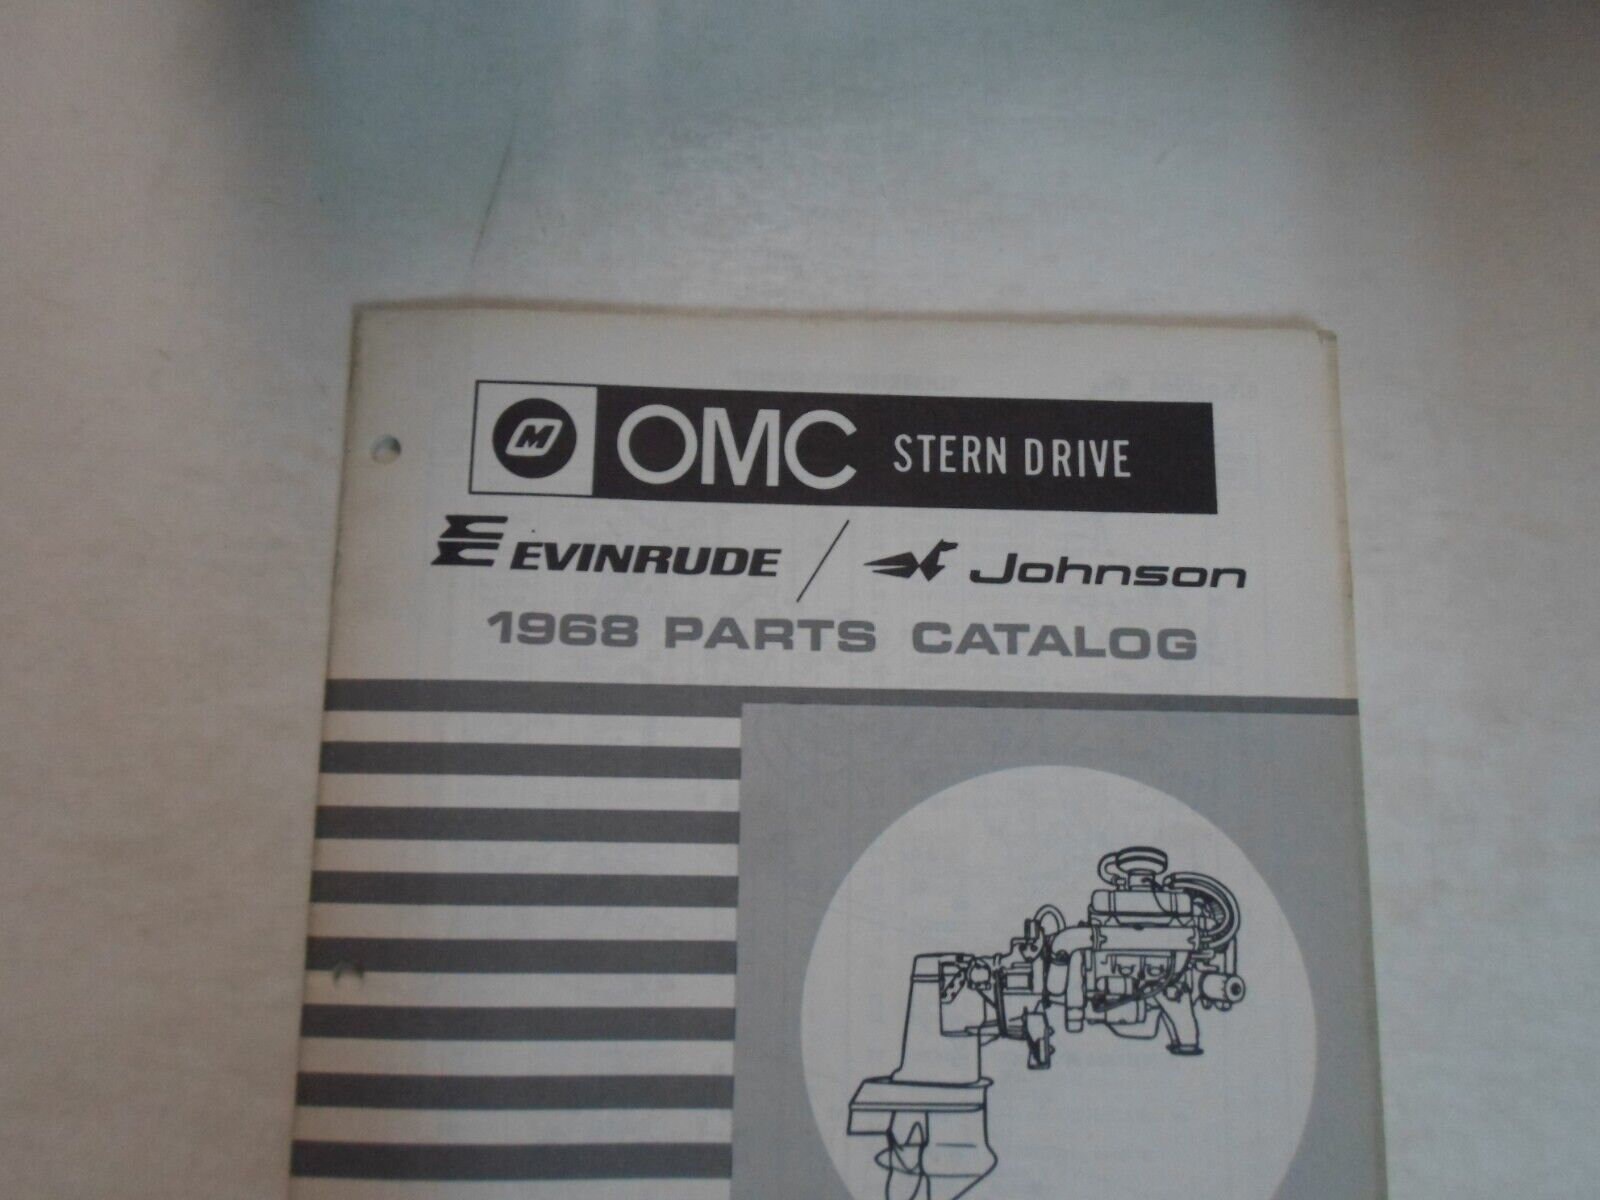 M OMC STERN DRIVE
EVINRUDE / Johnson
1968 PARTS CATALOG